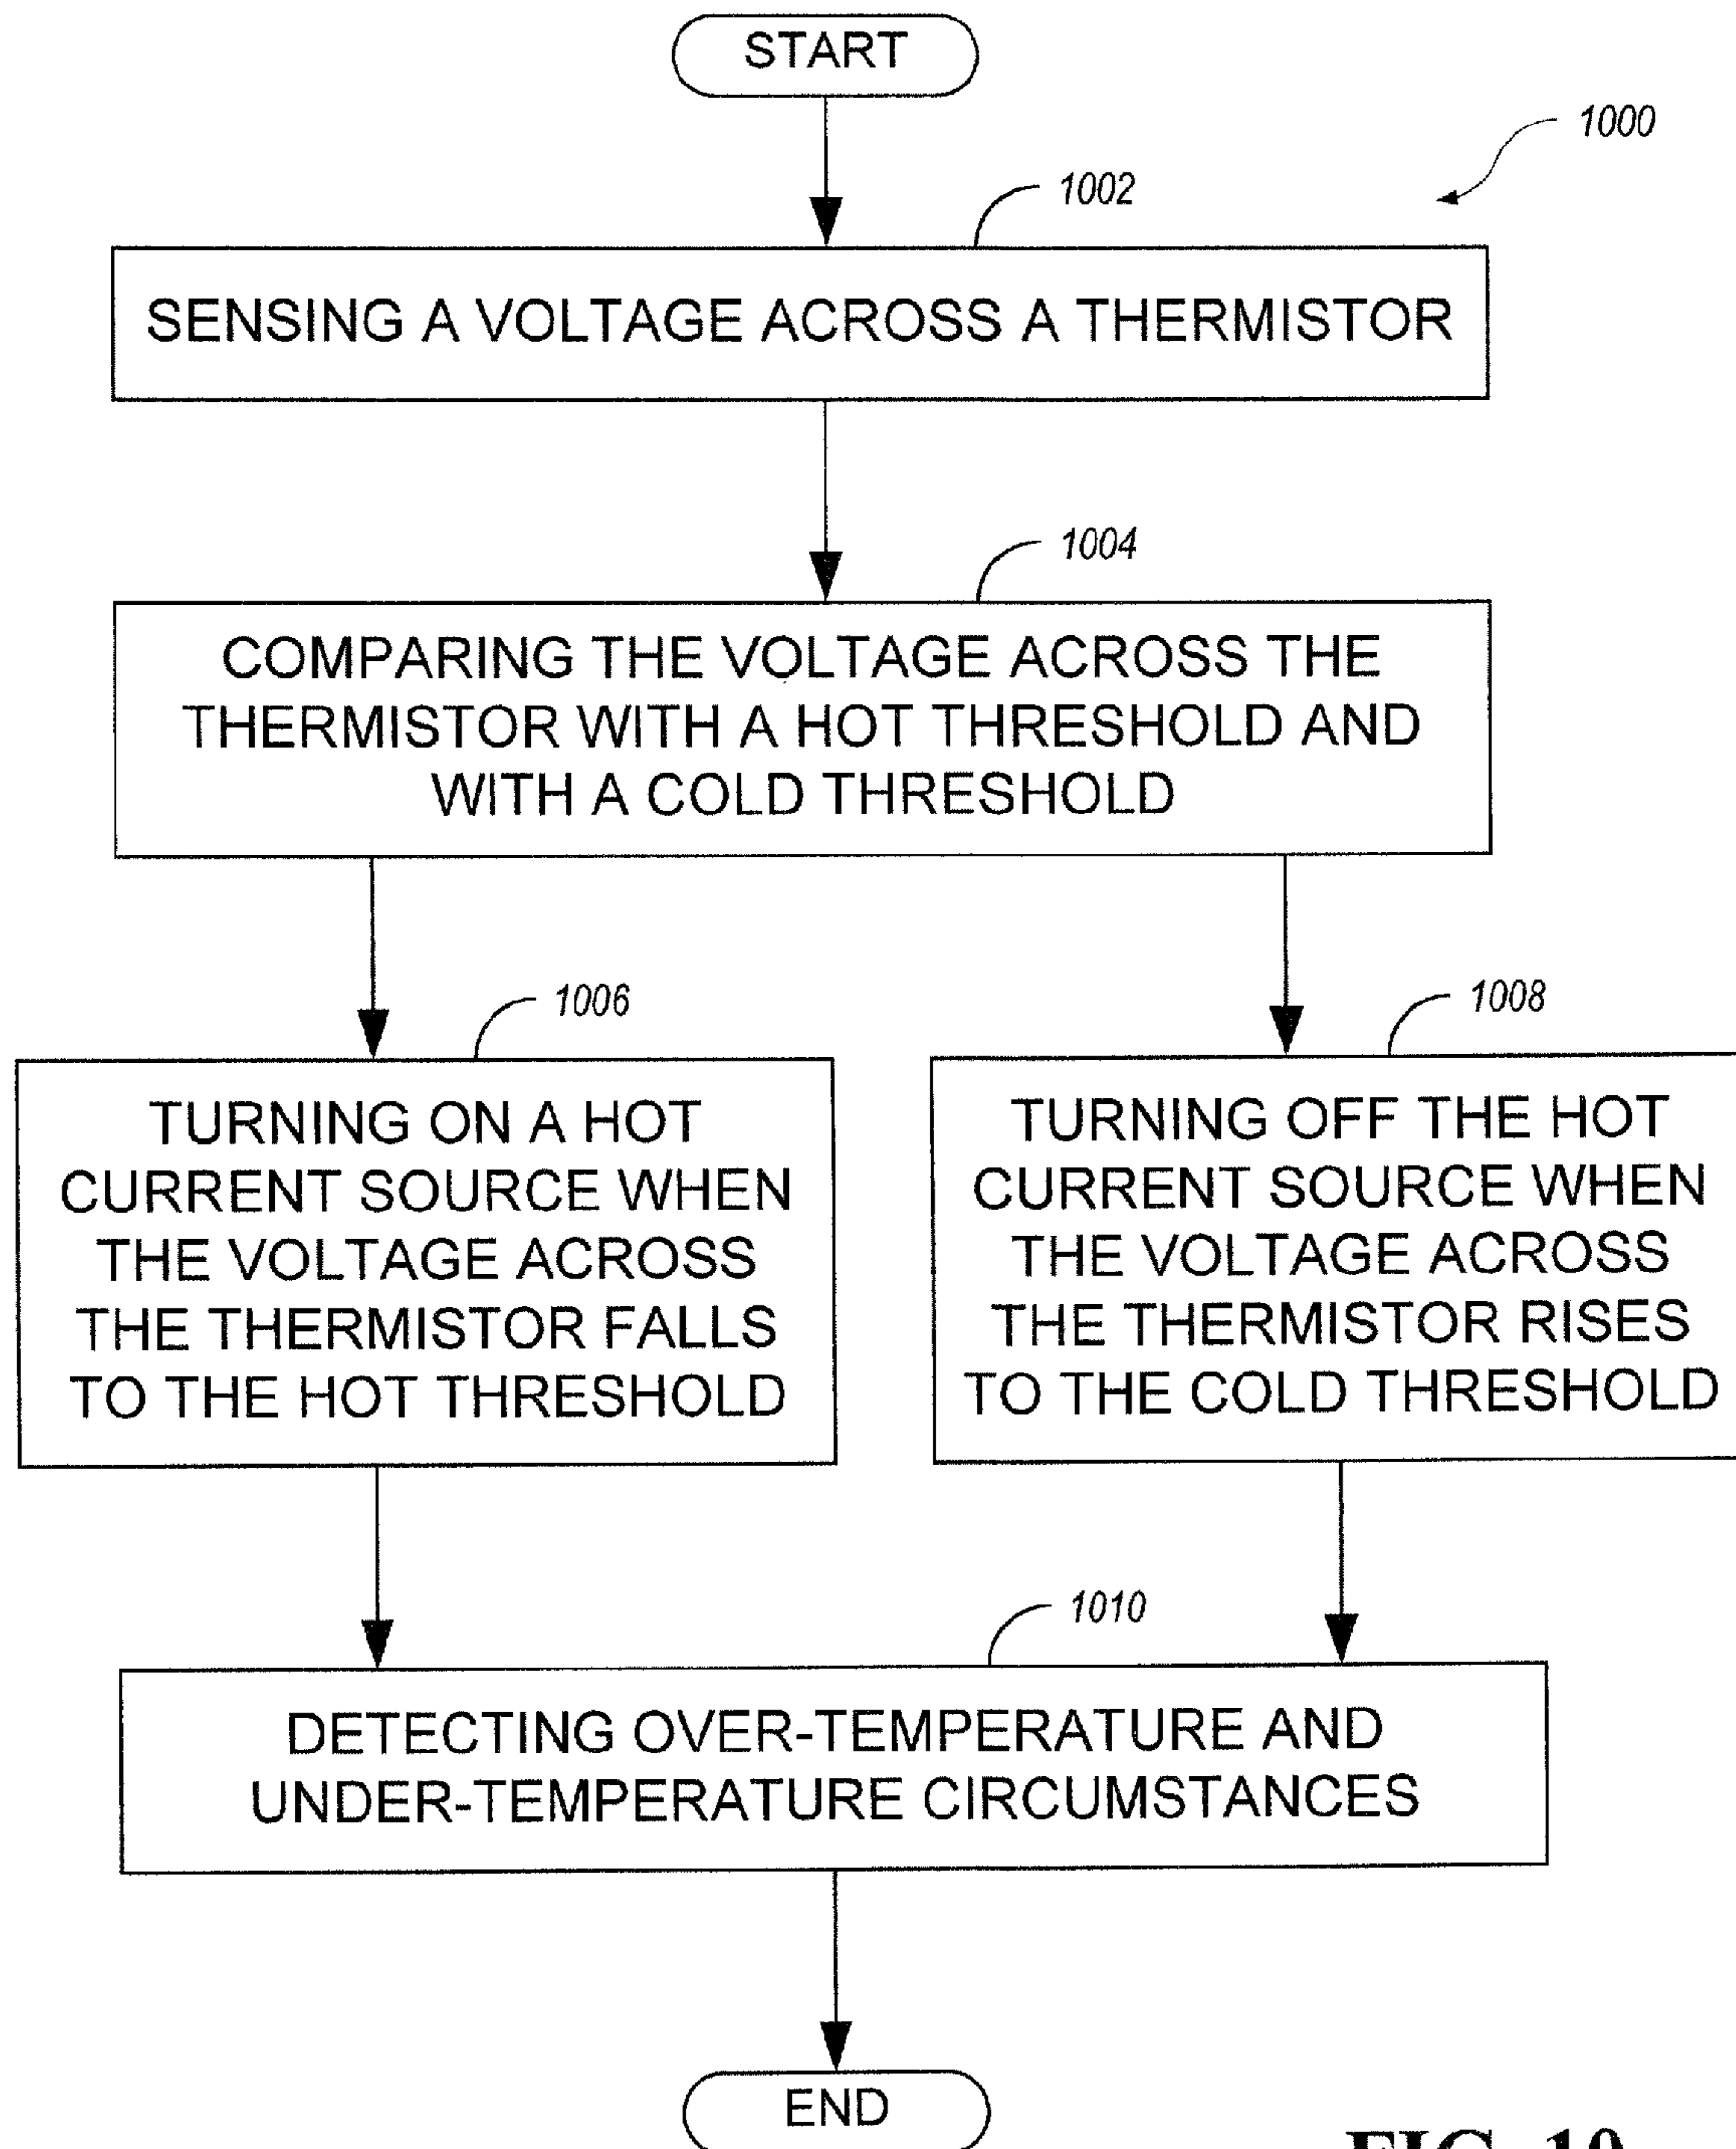 START
1000
1002
SENSING A VOLTAGE ACROSS A THERMISTOR
1004
COMPARING THE VOLTAGE ACROSS THE
THERMISTOR WITH A HOT THRESHOLD AND
WITH A COLD THRESHOLD
1006
TURNING ON A HOT
CURRENT SOURCE WHEN
THE VOLTAGE ACROSS
THE THERMISTOR FALLS
TO THE HOT THRESHOLD
1008
TURNING OFF THE HOT
CURRENT SOURCE WHEN
THE VOLTAGE ACROSS
THE THERMISTOR RISES
TO THE COLD THRESHOLD
1010
DETECTING OVER-TEMPERATURE AND
UNDER-TEMPERATURE CIRCUMSTANCES
END
FIG. 10